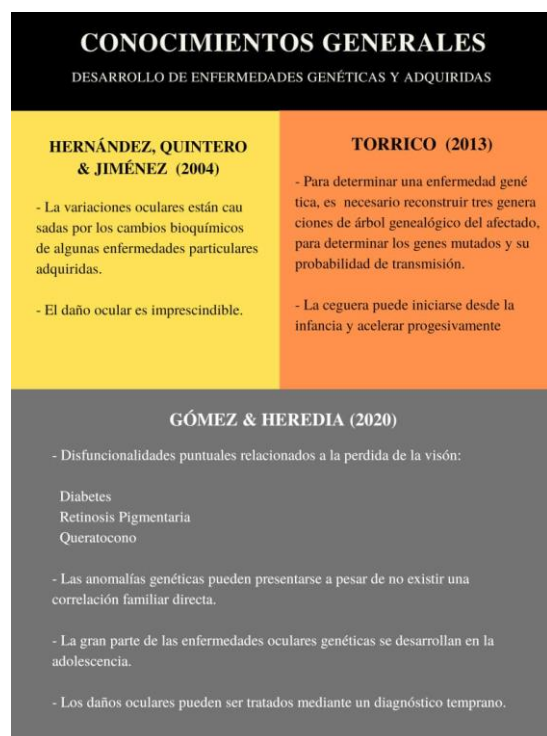 CONOCIMIENTOS GENERALES
DESARROLLO DE ENFERMEDADES GENÉTICAS Y ADQUIRIDAS
HERNÁNDEZ, QUINTERO
& JIMÉNEZ (2004)
- La variaciones oculares están cau
sadas por los cambios bioquímicos
de algunas enfermedades particulares
adquiridas.
- El daño ocular es imprescindible.
TORRICO (2013)
- Para determinar una enfermedad gené
tica, es necesario reconstruir tres genera
ciones de árbol genealógico del afectado,
para determinar los genes mutados y su
probabilidad de transmisión.
- La ceguera puede iniciarse desde la
infancia y acelerar progesivamente
GÓMEZ & HEREDIA (2020)
- Disfuncionalidades puntuales relacionados a la perdida de la visón:
Diabetes
Retinosis Pigmentaria
Queratocono
- Las anomalías genéticas pueden presentarse a pesar de no existir una
correlación familiar directa.
- La gran parte de las enfermedades oculares genéticas se desarrollan en la
adolescencia.
- Los daños oculares pueden ser tratados mediante un diagnóstico temprano.